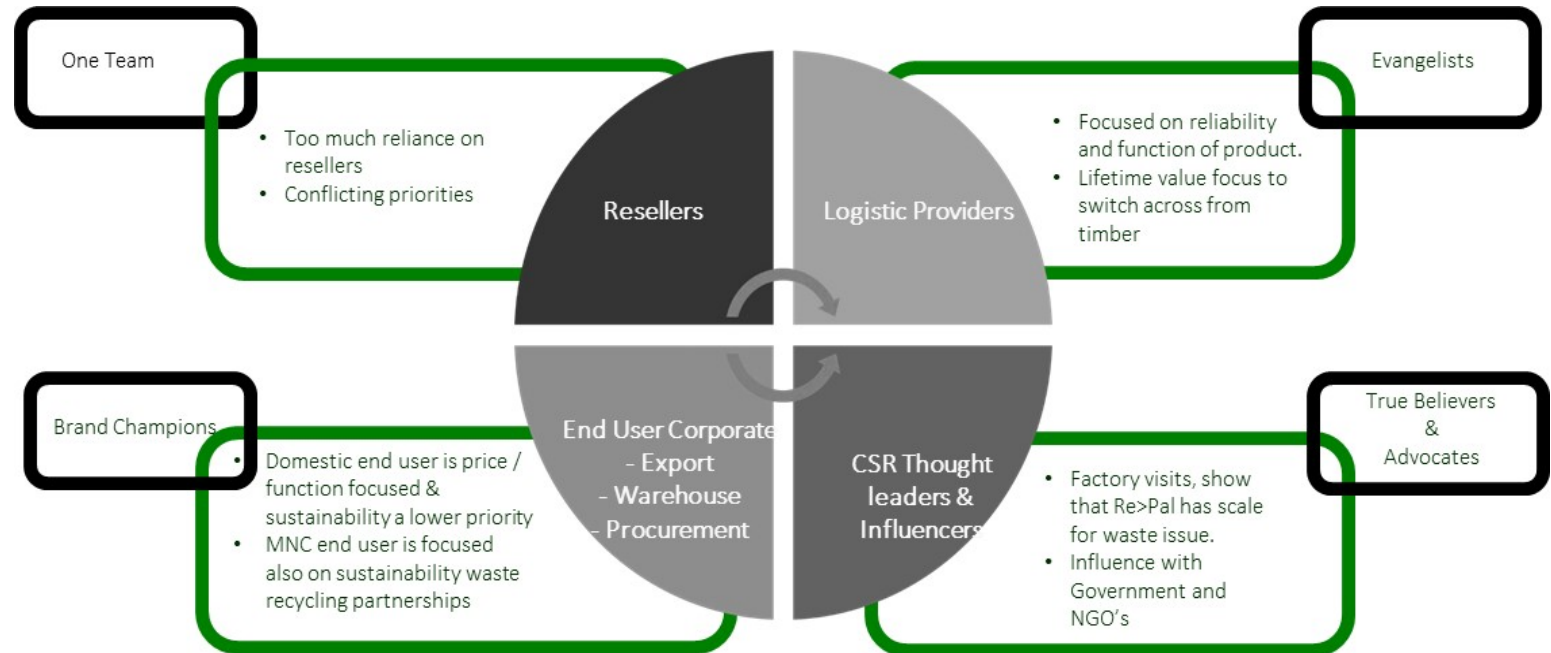 One Team
• Too much reliance on
resellers
• Conflicting priorities
Resellers
Logistic Providers
Evangelists
• Focused on reliability
and function of product.
• Lifetime value focus to
switch across from
timber
Brand Champions
• Domestic end user is price /
function focused &
sustainability a lower priority
• MNC end user is focused
also on sustainability waste
recycling partnerships
End User Corporate
- Export
- Warehouse
- Procurement
CSR Thought
leaders &
Influencers
True Believers
&
Advocates
• Factory visits, show
that Re>Pal has scale
for waste issue.
• Influence with
Government and
NGO’s